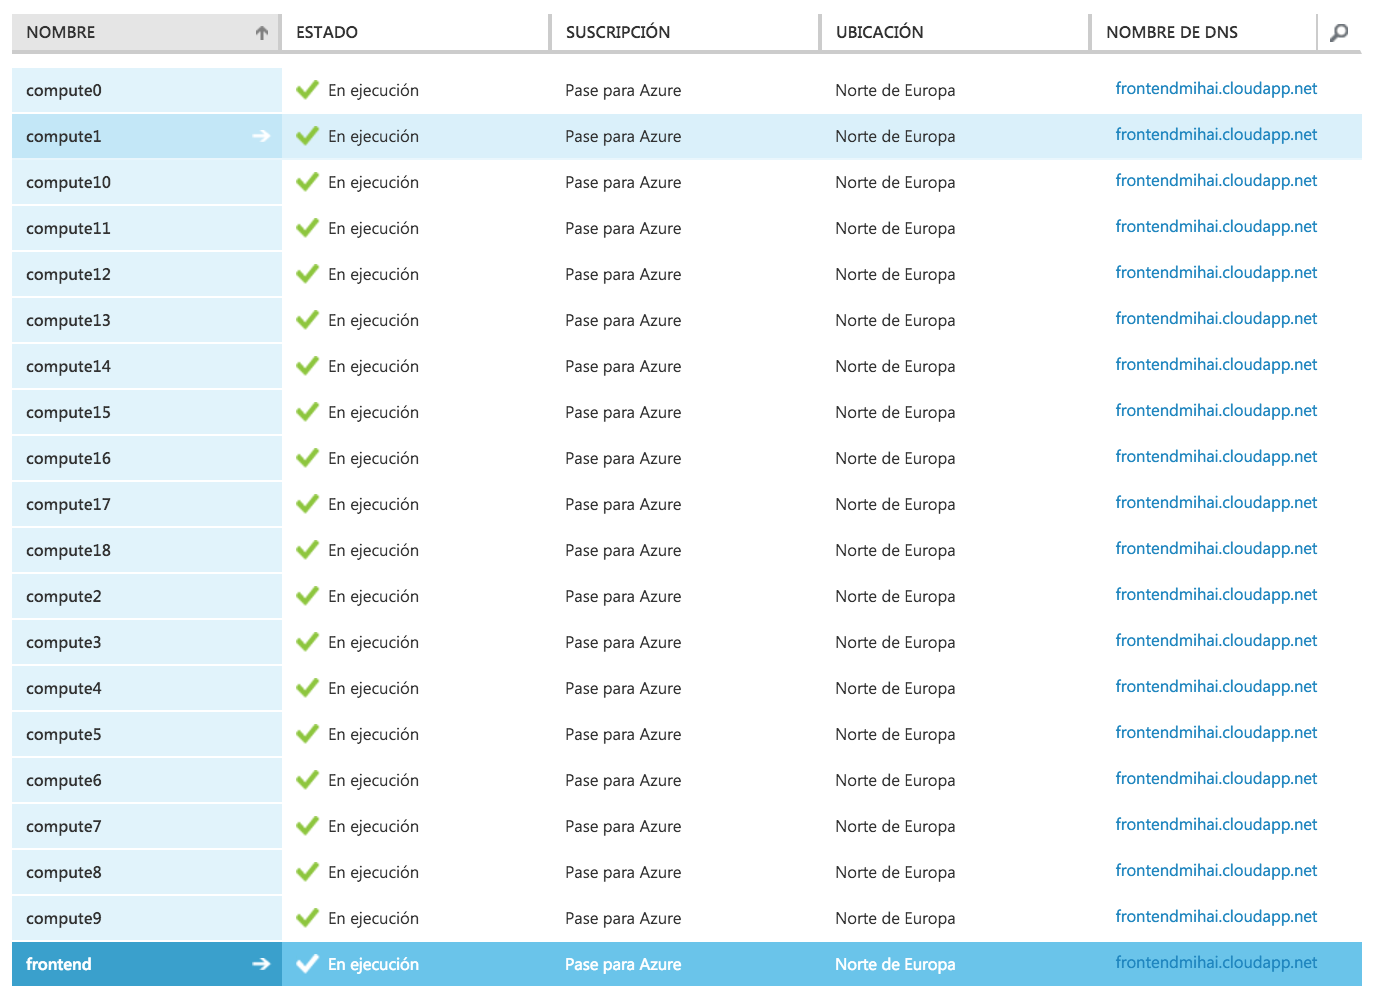 NOMBRE ESTADO SUSCRIPCIÓN UBICACIÓN NOMBRE DE DNS
compute0 En ejecución Pase para Azure Norte de Europa frontendmihai.cloudapp.net
compute1 En ejecución Pase para Azure Norte de Europa frontendmihai.cloudapp.net
compute10 En ejecución Pase para Azure Norte de Europa frontendmihai.cloudapp.net
compute11 En ejecución Pase para Azure Norte de Europa frontendmihai.cloudapp.net
compute12 En ejecución Pase para Azure Norte de Europa frontendmihai.cloudapp.net
compute13 En ejecución Pase para Azure Norte de Europa frontendmihai.cloudapp.net
compute14 En ejecución Pase para Azure Norte de Europa frontendmihai.cloudapp.net
compute15 En ejecución Pase para Azure Norte de Europa frontendmihai.cloudapp.net
compute16 En ejecución Pase para Azure Norte de Europa frontendmihai.cloudapp.net
compute17 En ejecución Pase para Azure Norte de Europa frontendmihai.cloudapp.net
compute18 En ejecución Pase para Azure Norte de Europa frontendmihai.cloudapp.net
compute2 En ejecución Pase para Azure Norte de Europa frontendmihai.cloudapp.net
compute3 En ejecución Pase para Azure Norte de Europa frontendmihai.cloudapp.net
compute4 En ejecución Pase para Azure Norte de Europa frontendmihai.cloudapp.net
compute5 En ejecución Pase para Azure Norte de Europa frontendmihai.cloudapp.net
compute6 En ejecución Pase para Azure Norte de Europa frontendmihai.cloudapp.net
compute7 En ejecución Pase para Azure Norte de Europa frontendmihai.cloudapp.net
compute8 En ejecución Pase para Azure Norte de Europa frontendmihai.cloudapp.net
compute9 En ejecución Pase para Azure Norte de Europa frontendmihai.cloudapp.net
frontend En ejecución Pase para Azure Norte de Europa frontendmihai.cloudapp.net